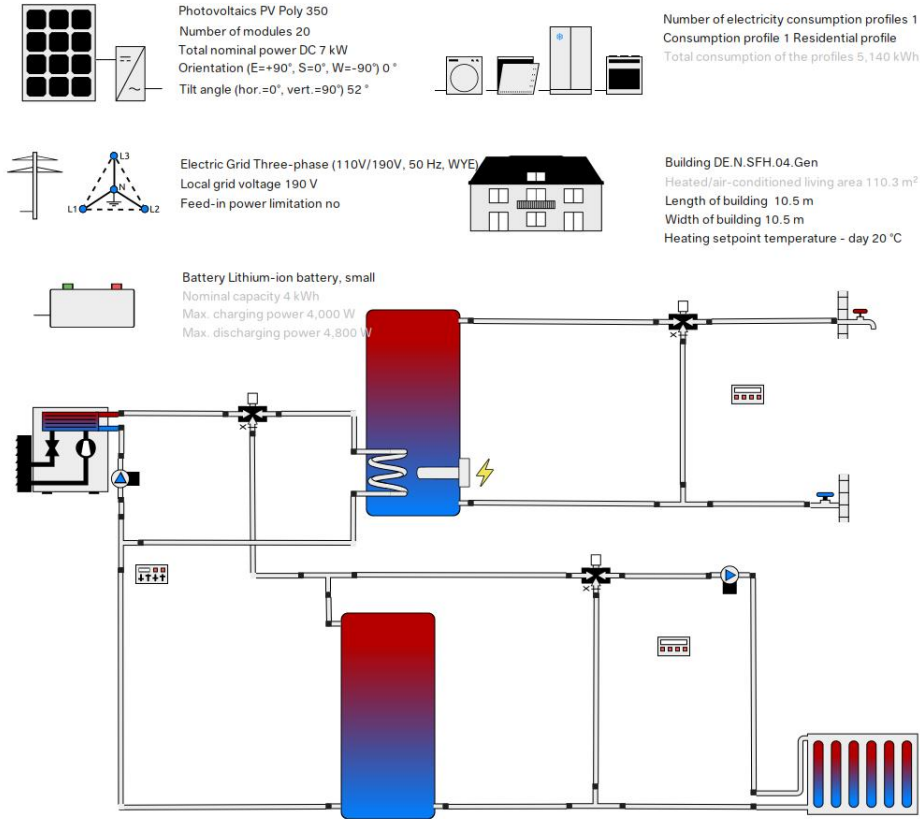 Photovoltaics PV Poly 350
Number of modules 20
Total nominal power DC 7 kW
Orientation (E=+90°, S=0°, W=-90°) 0 °
Tilt angle (hor.=0°, vert.=90°) 52 °
Number of electricity consumption profiles 1
Consumption profile 1 Residential profile
Total consumption of the profiles 5,140 kWh
L3
N
L1
L2
Electric Grid Three-phase (110V/190V, 50 Hz, WYE)
Local grid voltage 190 V
Feed-in power limitation no
Building DE.N.SFH.04.Gen
Heated/air-conditioned living area 110.3 m²
Length of building 10.5 m
Width of building 10.5 m
Heating setpoint temperature - day 20 °C
Battery Lithium-ion battery, small
Nominal capacity 4 kWh
Max. charging power 4,000 W
Max. discharging power 4,800 W